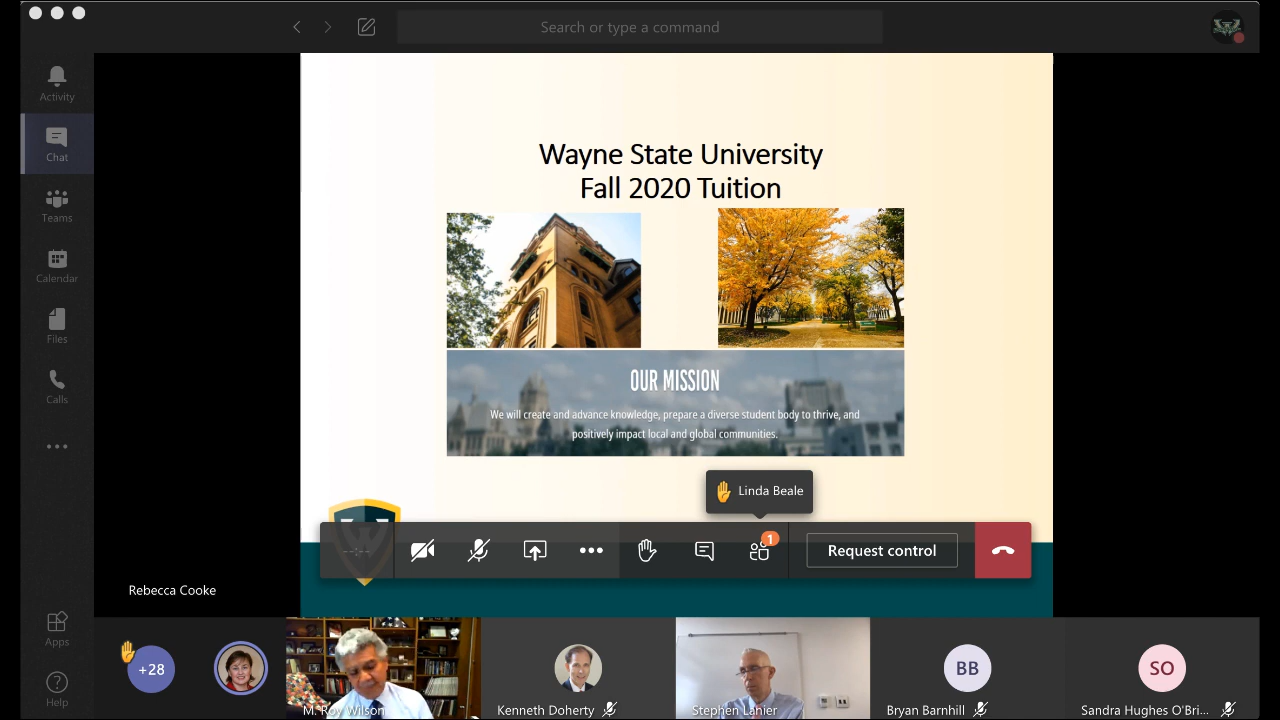 Search or type a command
Activity
Chat
Teams
Calendar
Files
Calls
Apps
Help
Wayne State University
Fall 2020 Tuition
OUR MISSION
We will create and advance knowledge, prepare a diverse student body to thrive, and
positively impact local and global communities.
Linda Beale
1
--:--
Request control
Rebecca Cooke
+28
M. Roy Wilson
Kenneth Doherty
Stephen Lanier
BB
Bryan Barnhill
SO
Sandra Hughes O'Bri...